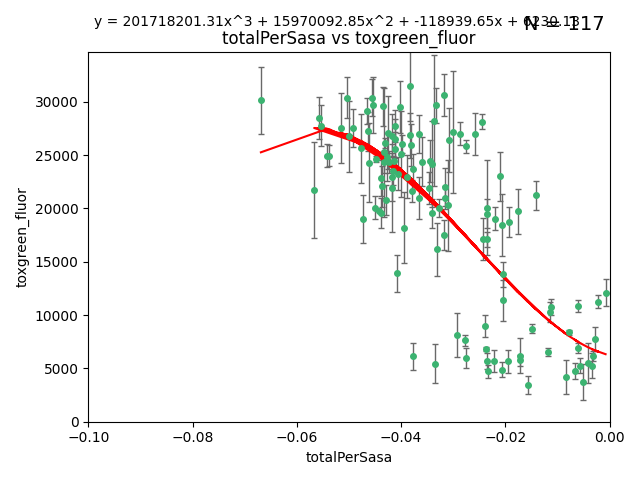 y = 201718201.31x^3 + 15970092.85x^2 + -118939.65x + 6230.13
N = 117
totalPerSasa vs toxgreen_fluor
toxgreen_fluor
30000
25000
20000
15000
10000
5000
0
−0.10 −0.08 −0.06 −0.04 −0.02 0.00
totalPerSasa